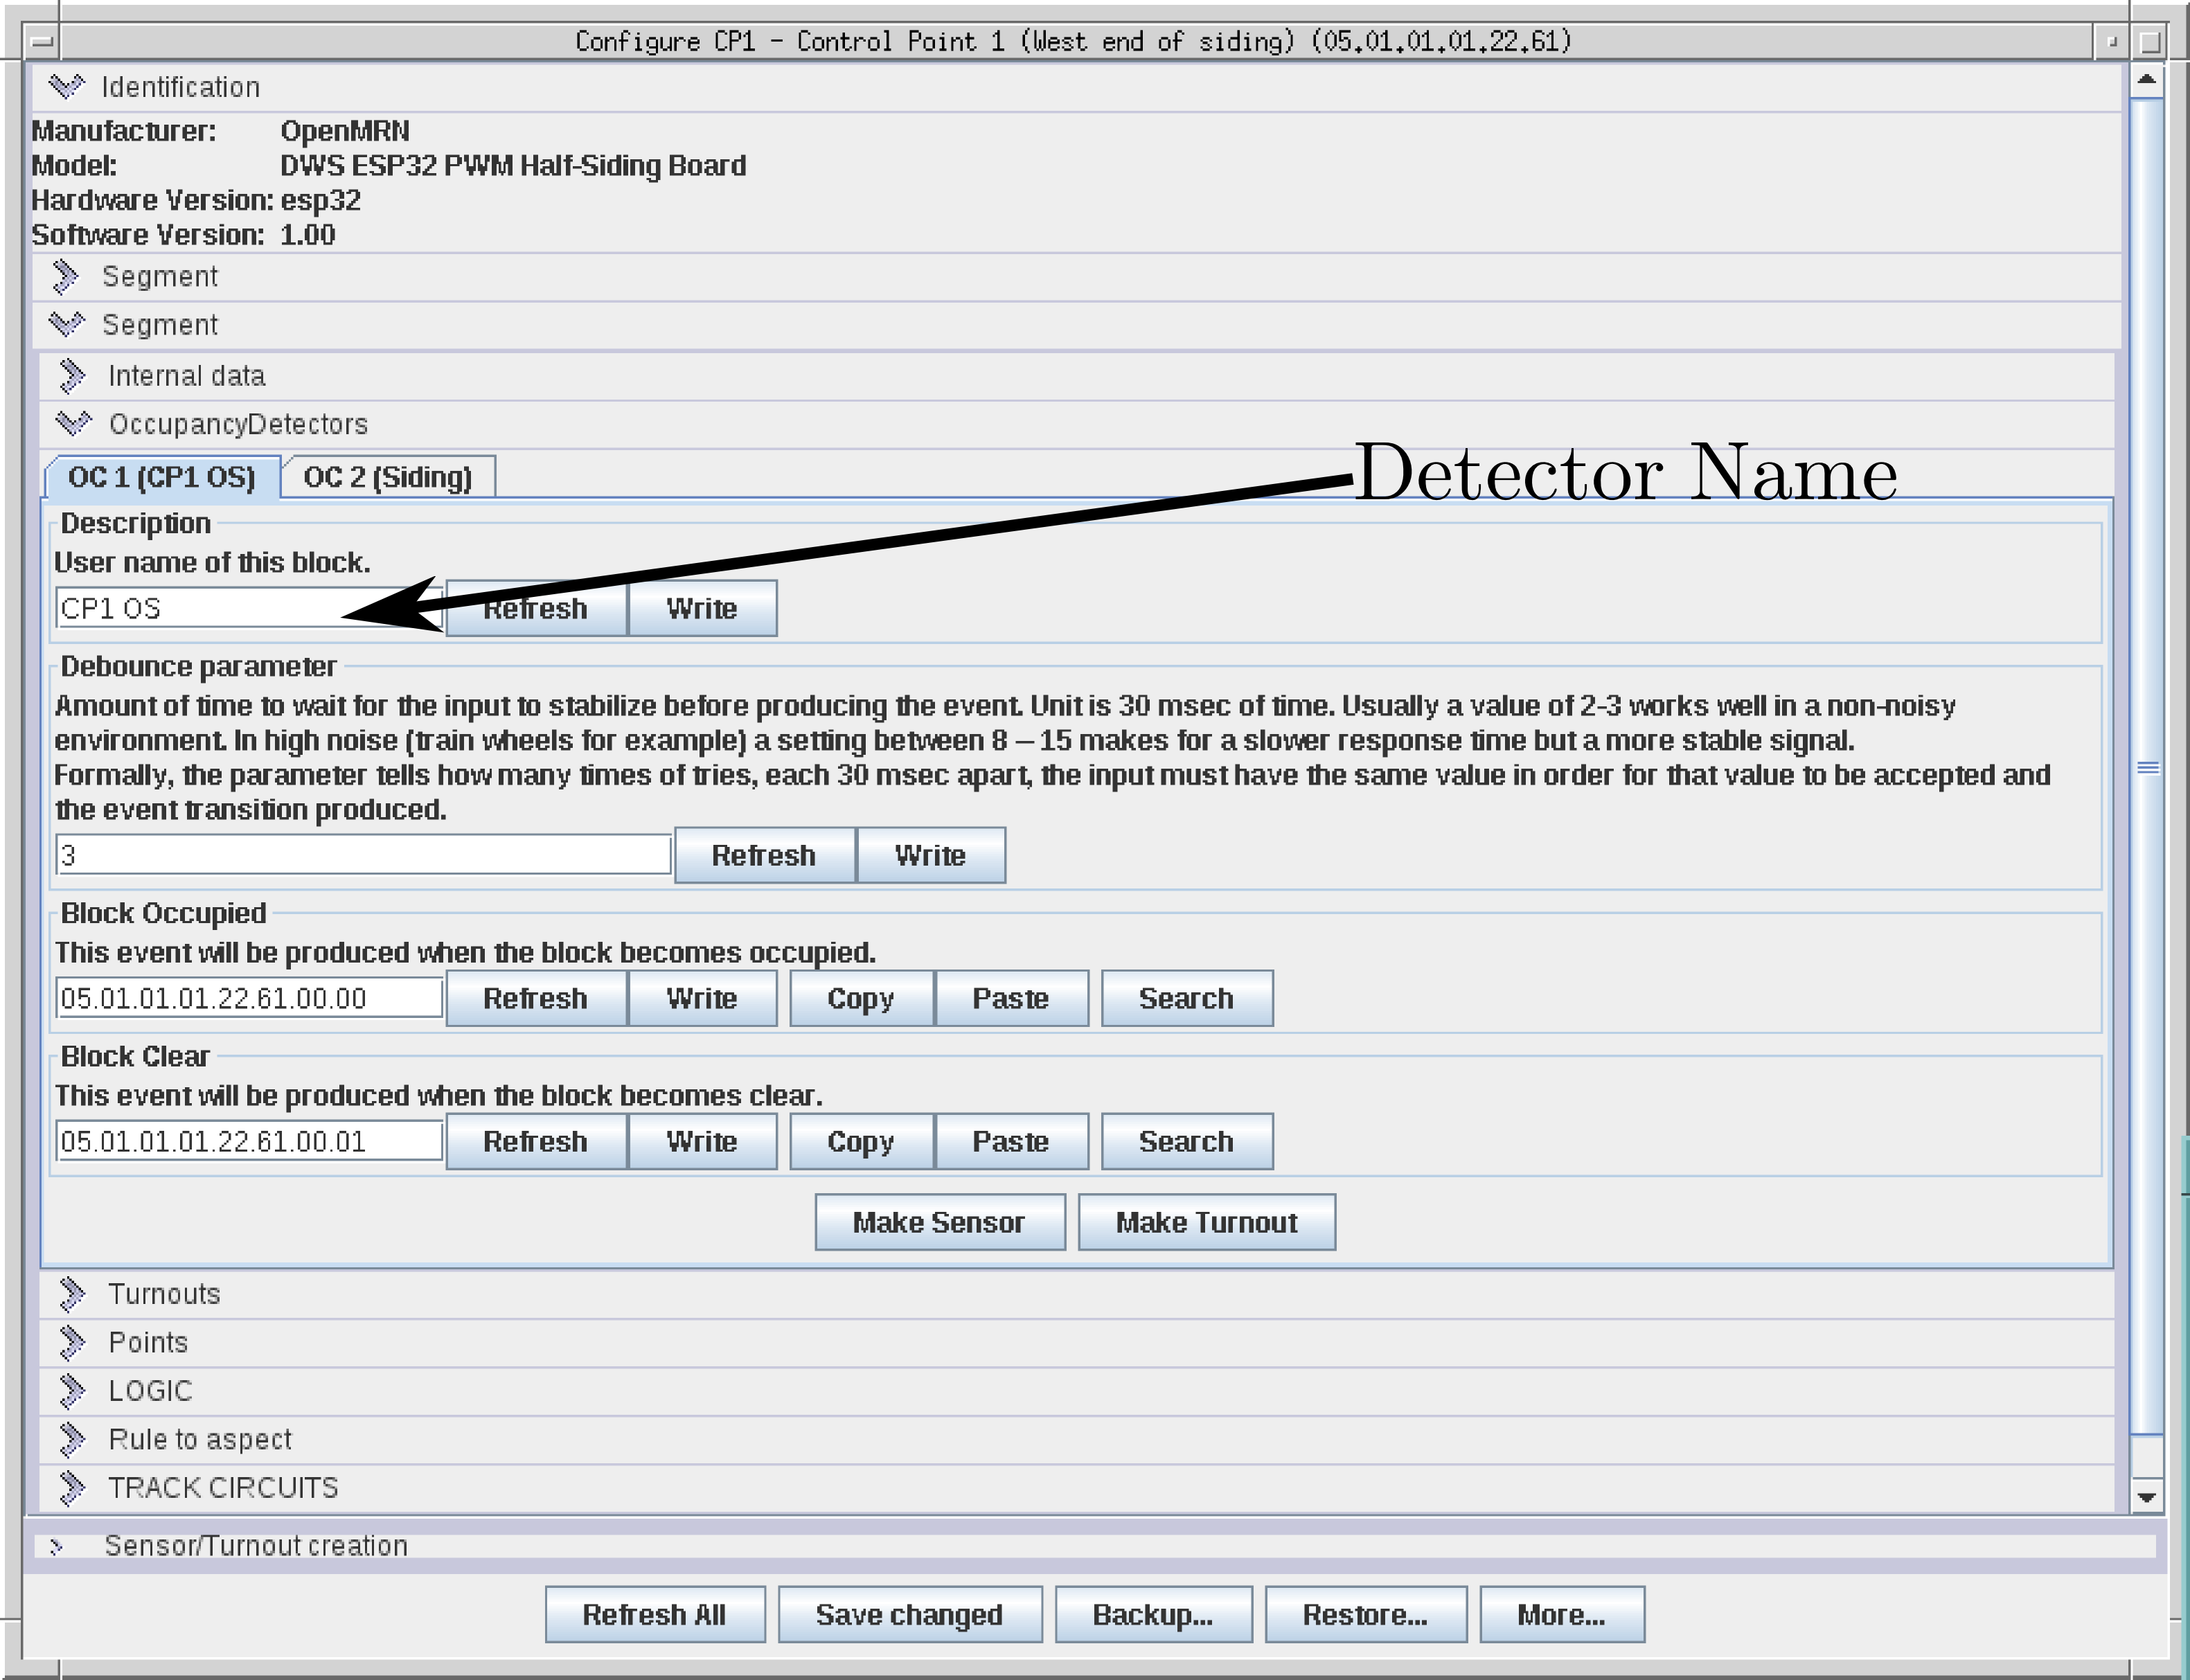 Configure CP1 - Control Point 1 (West end of siding) (05.01.01.01.22.61)
Identification
Manufacturer: OpenMRN
Model: DWS ESP32 PWM Half-Siding Board
Hardware Version: esp32
Software Version: 1.00
Segment
Segment
Internal data
OccupancyDetectors
Detector Name
OC 1 (CP1 OS) OC 2 (Siding)
Description
User name of this block.
CP1 OS Refresh Write
Debounce parameter
Amount of time to wait for the input to stabilize before producing the event. Unit is 30 msec of time. Usually a value of 2-3 works well in a non-noisy
environment. In high noise (train wheels for example) a setting between 8 – 15 makes for a slower response time but a more stable signal.
Formally, the parameter tells how many times of tries, each 30 msec apart, the input must have the same value in order for that value to be accepted and
the event transition produced.
3 Refresh Write
Block Occupied
This event will be produced when the block becomes occupied.
05.01.01.01.22.61.00.00 Refresh Write Copy Paste Search
Block Clear
This event will be produced when the block becomes clear.
05.01.01.01.22.61.00.01 Refresh Write Copy Paste Search
Make Sensor Make Turnout
Turnouts
Points
LOGIC
Rule to aspect
TRACK CIRCUITS
Sensor/Turnout creation
Refresh All Save changed Backup... Restore... More...